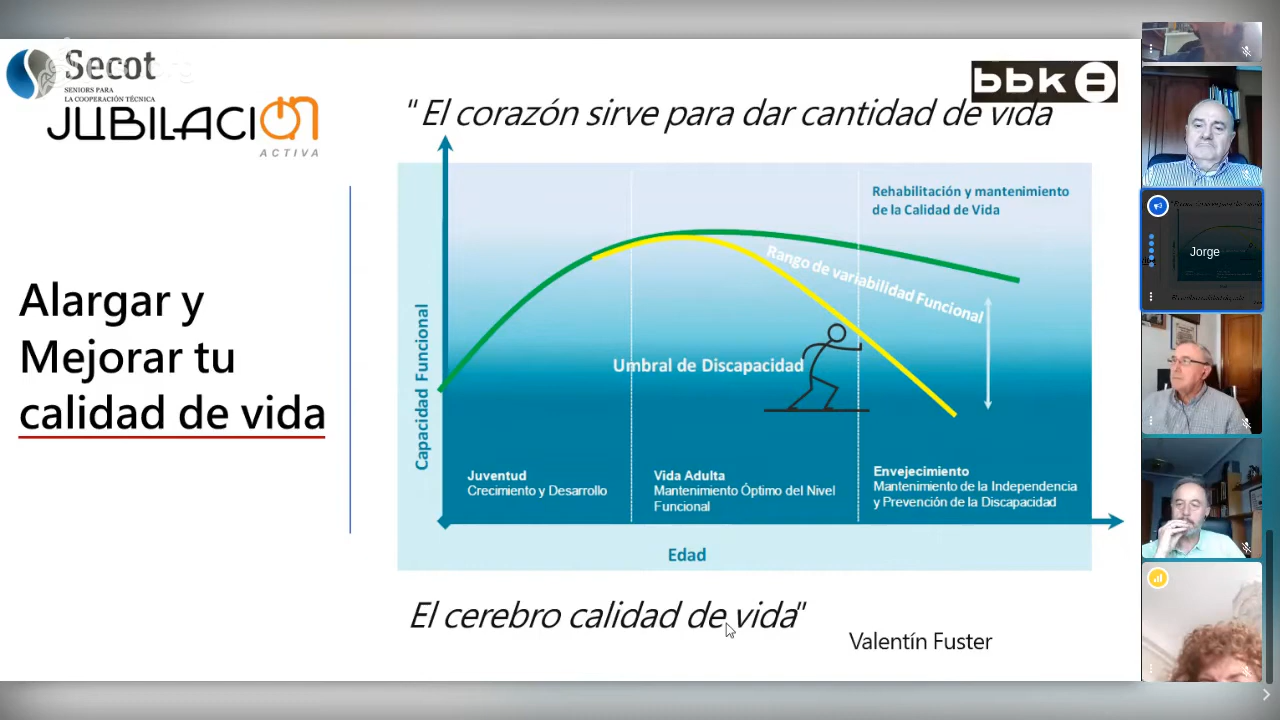 Secot
SENIORS PARA
LA COOPERACIÓN TÉCNICA
JUBILACIÓN
ACTIVA
bbk
" El corazón sirve para dar cantidad de vida
Alargar y
Mejorar tu
calidad de vida
Rehabilitación y mantenimiento
de la Calidad de Vida
Rango de variabilidad Funcional
Umbral de Discapacidad
Capacidad Funcional
Juventud
Crecimiento y Desarrollo
Vida Adulta
Mantenimiento Óptimo del Nivel
Funcional
Envejecimiento
Mantenimiento de la Independencia
y Prevención de la Discapacidad
Edad
El cerebro calidad de vida"
Valentín Fuster
Jorge